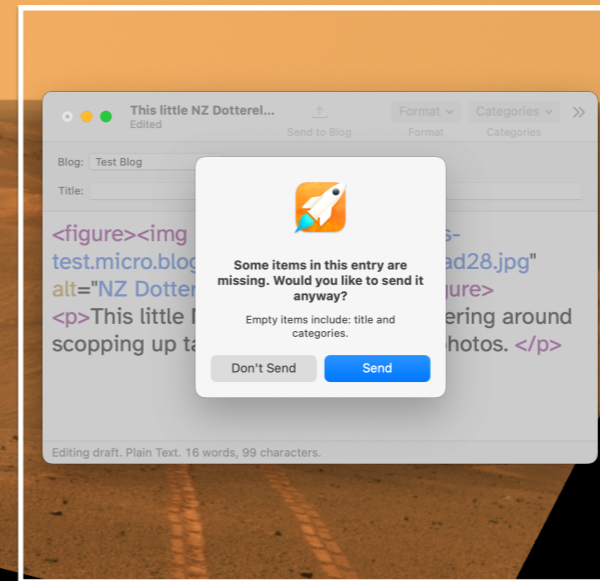 This little NZ Dotterel...
Edited
Send to Blog
Format
Format
Categories
Categories
Blog: Test Blog
Title:
<figure><img s-
test.micro.blog ad28.jpg"
alt="NZ Dotter gure>
<p>This little ering around
scopping up ta hotos. </p>
Some items in this entry are
missing. Would you like to send it
anyway?
Empty items include: title and
categories.
Don't Send
Send
Editing draft. Plain Text. 16 words, 99 characters.